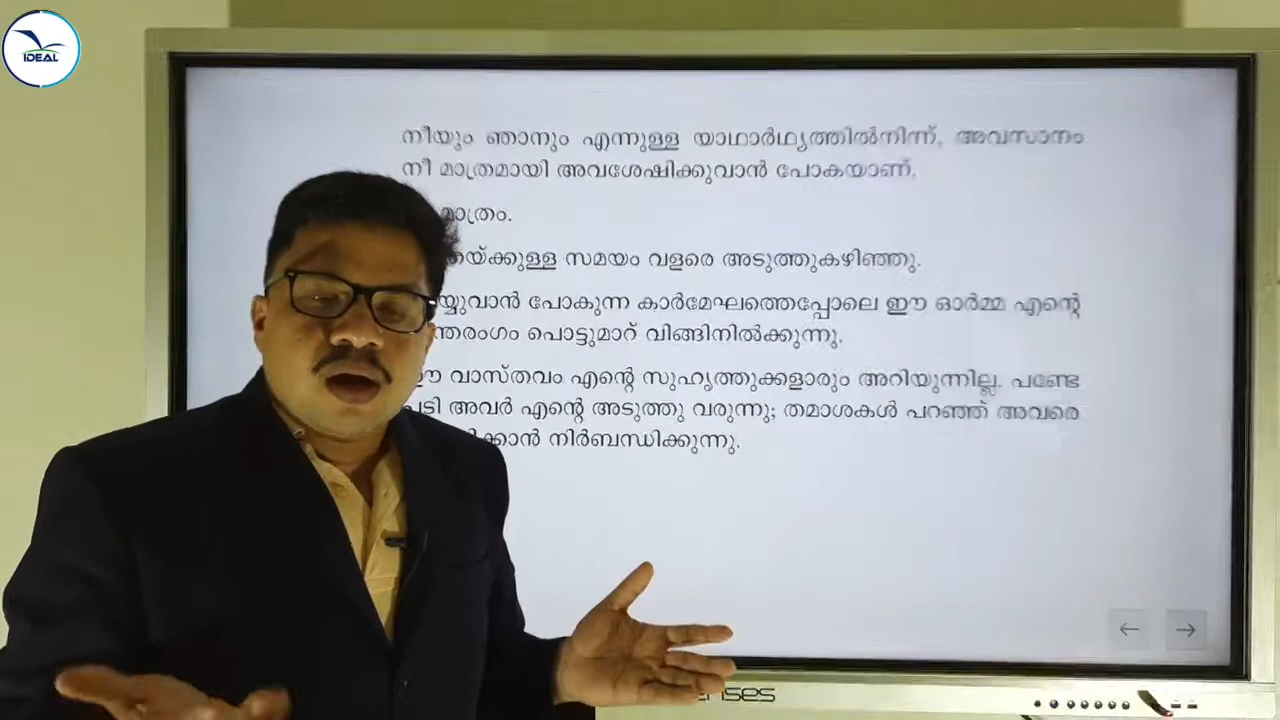 IDEAL
നീയും ഞാനും എന്നുള്ള യാഥാർഥ്യത്തിൽനിന്ന്, അവസാനം
നീ മാത്രമായി അവശേഷിക്കുവാൻ പോകയാണ്.
മാത്രം.
സമയം വളരെ അടുത്തുകഴിഞ്ഞു.
പോകുന്ന കാർമേഘത്തെപ്പോലെ ഈ ഓർമ്മ എന്റെ
പൊട്ടുമാറ് വിങ്ങിനിൽക്കുന്നു.
ഈ വാസ്തവം എന്റെ സുഹൃത്തുക്കളാരും അറിയുന്നില്ല. പണ്ടേ
പടി അവർ എന്റെ അടുത്തു വരുന്നു; തമാശകൾ പറഞ്ഞ് അവരെ
നിർബന്ധിക്കുന്നു.